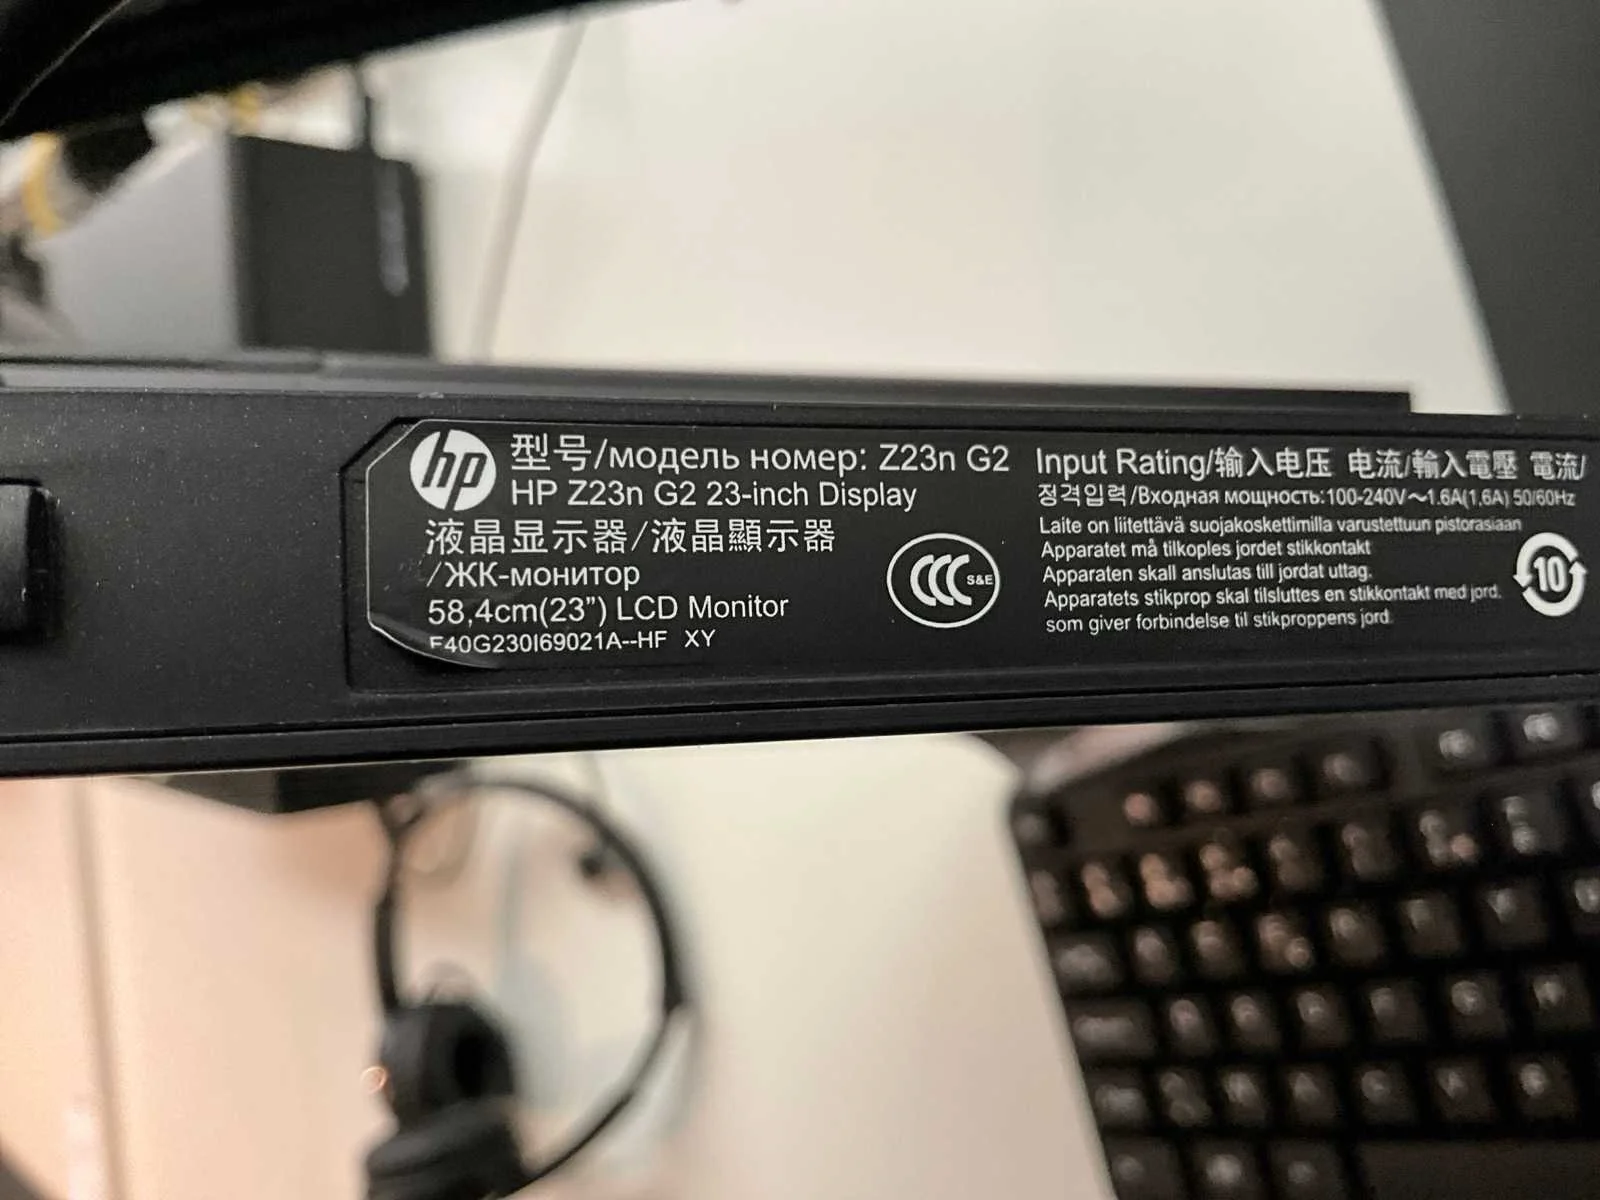 hp
型号/модель номер: Z23n G2
HP Z23n G2 23-inch Display
液晶显示器/液晶顯示器
/ЖК-монитор
58,4cm(23”) LCD Monitor
F40G230I69021A--HF XY
CCC S&E
Input Rating/输入电压 电流/輸入電壓 電流/
정격입력/Входная мощность:100-240V～1.6A(1,6A) 50/60Hz
Laite on liitettävä suojakoskettimilla varustettuun pistorasiaan
Apparatet må tilkoples jordet stikkontakt
Apparaten skall anslutas till jordat uttag.
Apparatets stikprop skal tilsluttes en stikkontakt med jord.
som giver forbindelse til stikproppens jord.
10